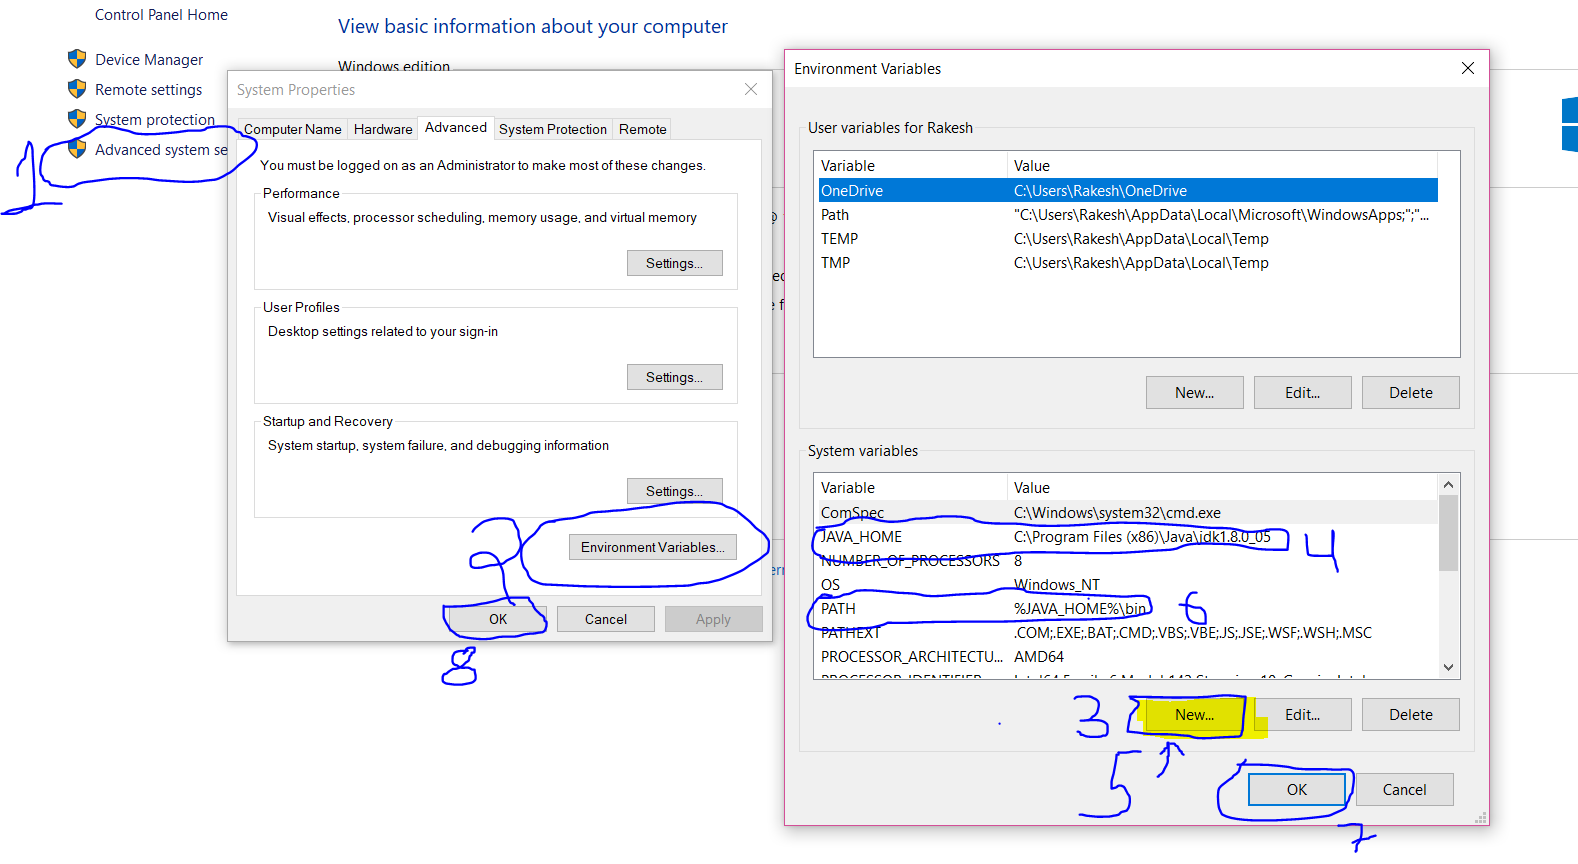 Control Panel Home
Device Manager
Remote settings
System protection
Advanced system se
1
View basic information about your computer
Windows edition
System Properties
Computer Name
Hardware
Advanced
System Protection
Remote
You must be logged on as an Administrator to make most of these changes.
Performance
Visual effects, processor scheduling, memory usage, and virtual memory
Settings...
User Profiles
Desktop settings related to your sign-in
Settings...
Startup and Recovery
System startup, system failure, and debugging information
Settings...
2
Environment Variables...
OK
Cancel
Apply
8
Environment Variables
User variables for Rakesh
Variable Value
OneDrive C:\Users\Rakesh\OneDrive
Path "C:\Users\Rakesh\AppData\Local\Microsoft\WindowsApps;";"...
TEMP C:\Users\Rakesh\AppData\Local\Temp
TMP C:\Users\Rakesh\AppData\Local\Temp
New...
Edit...
Delete
System variables
Variable Value
ComSpec C:\Windows\system32\cmd.exe
JAVA_HOME C:\Program Files (x86)\Java\jdk1.8.0_05
4
NUMBER_OF_PROCESSORS 8
OS Windows_NT
PATH %JAVA_HOME%\bin
6
PATHEXT .COM;.EXE;.BAT;.CMD;.VBS;.VBE;.JS;.JSE;.WSF;.WSH;.MSC
PROCESSOR_ARCHITECTU... AMD64
3
New...
Edit...
Delete
5
OK
Cancel
7